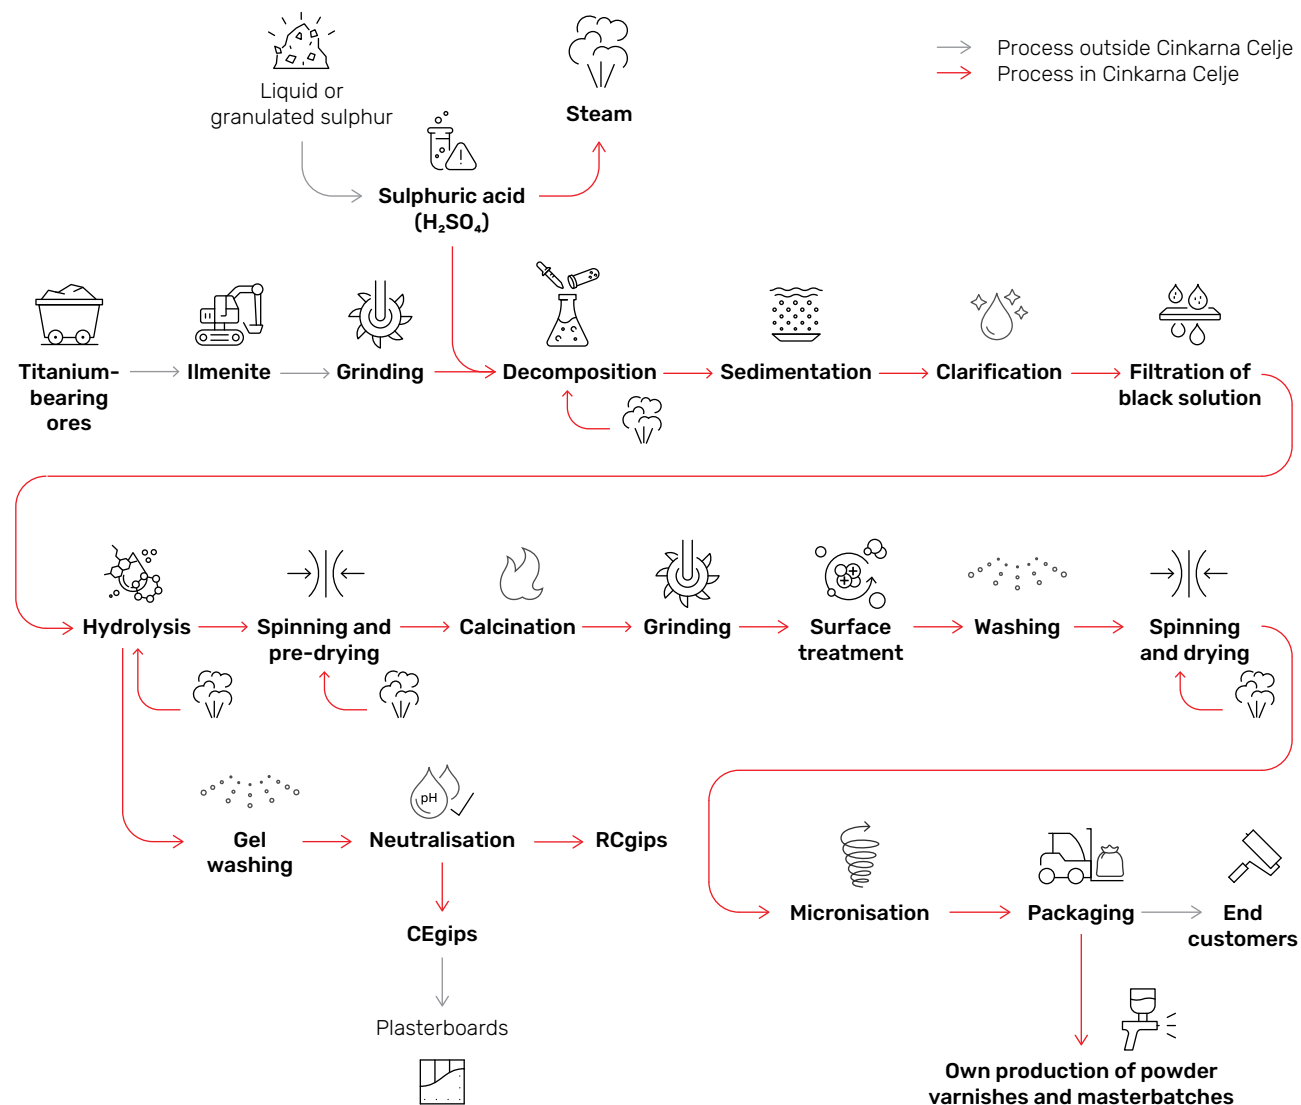 Process outside Cinkarna Celje
Process in Cinkarna Celje
Liquid or
granulated sulphur
Steam
Sulphuric acid
(H₂SO₄)
Titanium-
bearing
ores
Ilmenite
Grinding
Decomposition
Sedimentation
Clarification
Filtration of
black solution
Hydrolysis
Spinning and
pre-drying
Calcination
Grinding
Surface
treatment
Washing
Spinning
and drying
Gel
washing
pH
Neutralisation
RCgips
CEgips
Plasterboards
Micronisation
Packaging
End
customers
Own production of powder
varnishes and masterbatches